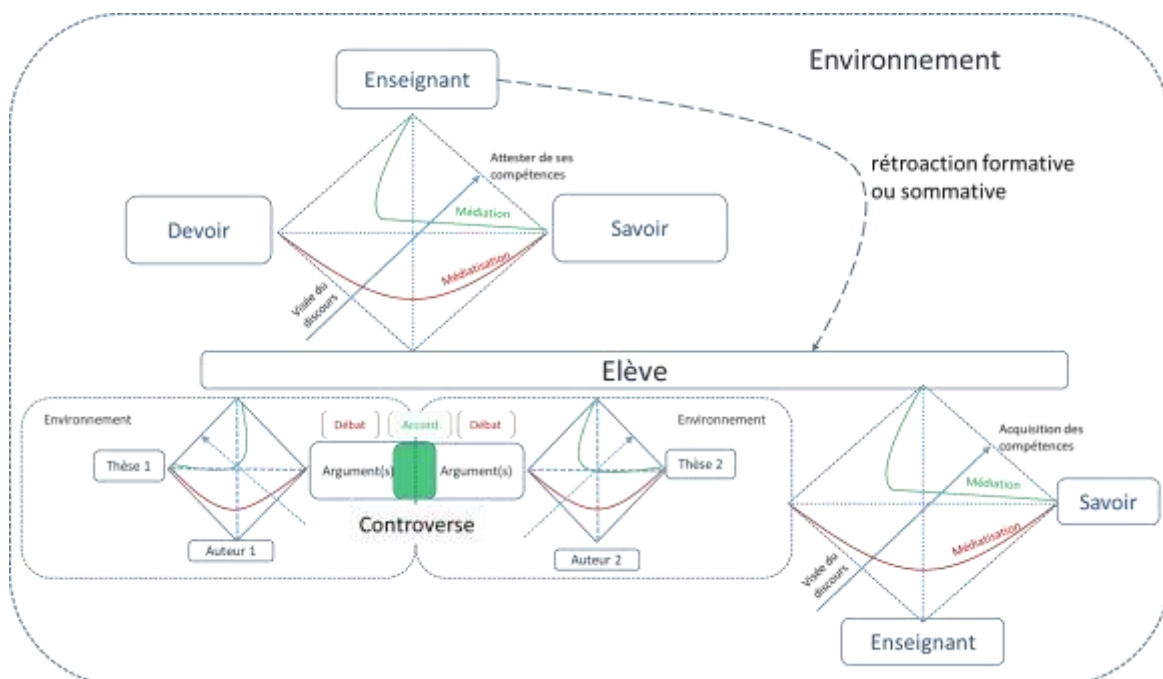 Environnement
Enseignant
rétroaction formative
ou sommative
Attester de ses
compétences
Médiation
Devoir
Savoir
Médiatisation
Visée du
discours
Elève
Environnement
Débat
Accord
Débat
Environnement
Thèse 1
Argument(s)
Argument(s)
Thèse 2
Controverse
Auteur 1
Auteur 2
Acquisition des
compétences
Médiation
Savoir
Médiatisation
Visée du
discours
Enseignant